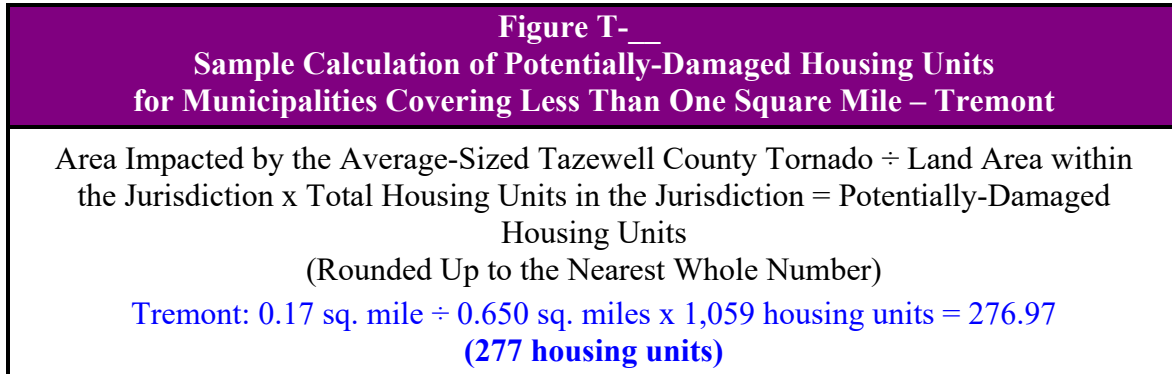 Figure T-__
Sample Calculation of Potentially-Damaged Housing Units
for Municipalities Covering Less Than One Square Mile – Tremont
Area Impacted by the Average-Sized Tazewell County Tornado ÷ Land Area within
the Jurisdiction x Total Housing Units in the Jurisdiction = Potentially-Damaged
Housing Units
(Rounded Up to the Nearest Whole Number)
Tremont: 0.17 sq. mile ÷ 0.650 sq. miles x 1,059 housing units = 276.97
(277 housing units)